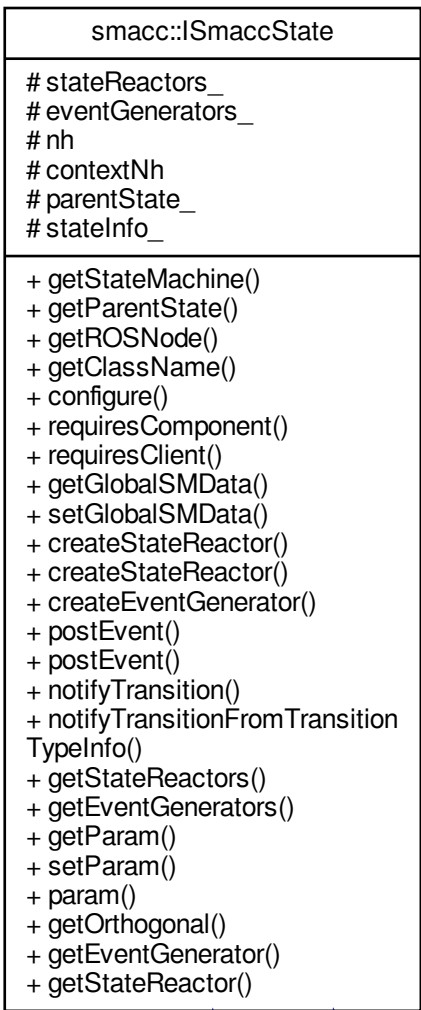 smacc::ISmaccState
# stateReactors_
# eventGenerators_
# nh
# contextNh
# parentState_
# stateInfo_
+ getStateMachine()
+ getParentState()
+ getROSNode()
+ getClassName()
+ configure()
+ requiresComponent()
+ requiresClient()
+ getGlobalSMData()
+ setGlobalSMData()
+ createStateReactor()
+ createStateReactor()
+ createEventGenerator()
+ postEvent()
+ postEvent()
+ notifyTransition()
+ notifyTransitionFromTransition
TypeInfo()
+ getStateReactors()
+ getEventGenerators()
+ getParam()
+ setParam()
+ param()
+ getOrthogonal()
+ getEventGenerator()
+ getStateReactor()